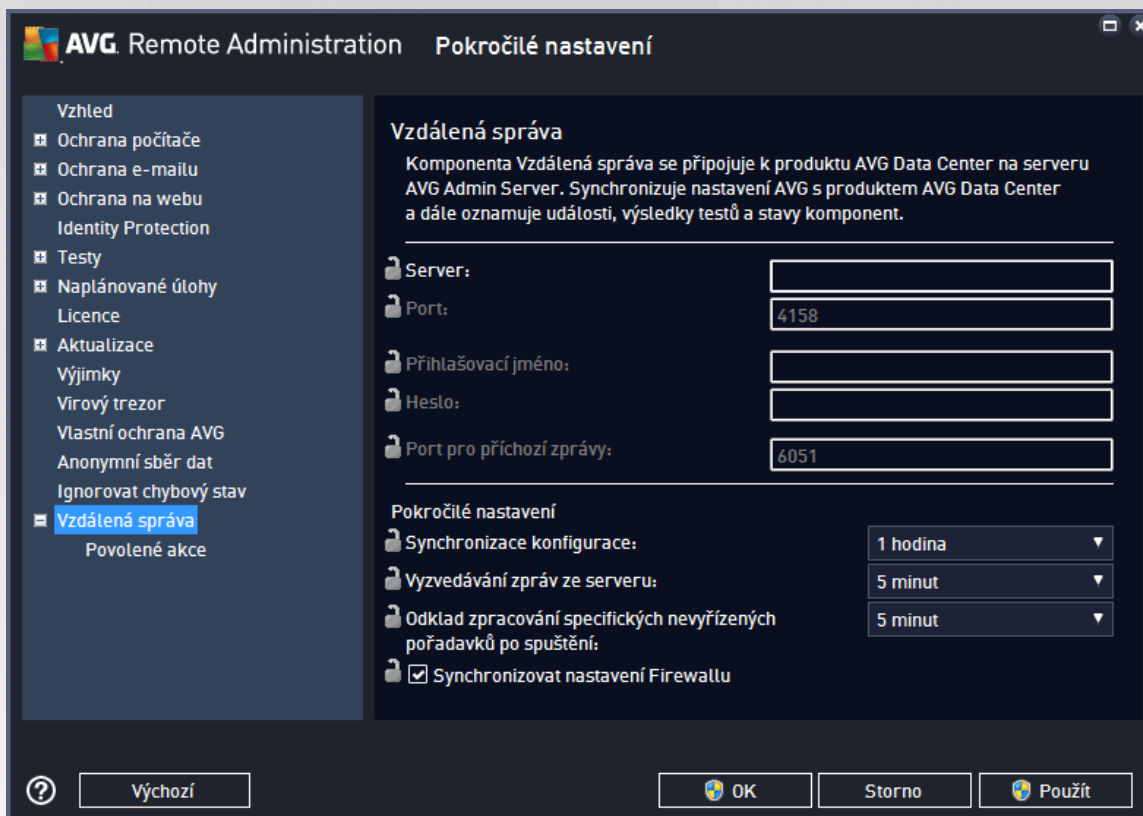 AVG. Remote Administration Pokročilé nastavení
Vzhled
Ochrana počítače
Ochrana e-mailu
Ochrana na webu
Identity Protection
Testy
Naplánované úlohy
Licence
Aktualizace
Výjimky
Virový trezor
Vlastní ochrana AVG
Anonymní sběr dat
Ignorovat chybový stav
Vzdálená správa
Povolené akce
Vzdálená správa
Komponenta Vzdálená správa se připojuje k produktu AVG Data Center na serveru
AVG Admin Server. Synchronizuje nastavení AVG s produktem AVG Data Center
a dále oznamuje události, výsledky testů a stavy komponent.
Server:
Port: 4158
Přihlašovací jméno:
Heslo:
Port pro příchozí zprávy: 6051
Pokročilé nastavení
Synchronizace konfigurace: 1 hodina
Vyzvedávání zpráv ze serveru: 5 minut
Odklad zpracování specifických nevyřízených 5 minut
pořadavků po spuštění:
Synchronizovat nastavení Firewallu
Výchozí OK Storno Použít